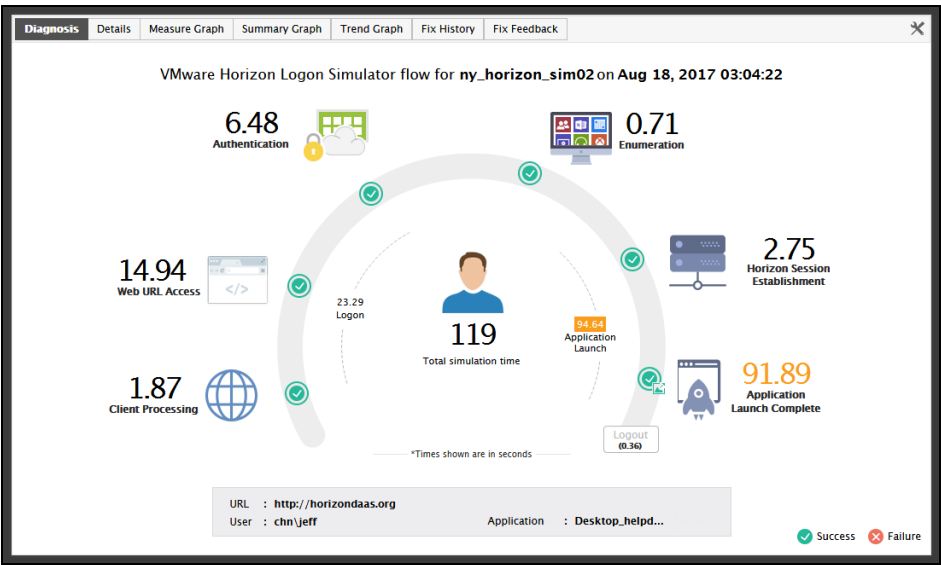 Diagnosis Details Measure Graph Summary Graph Trend Graph Fix History Fix Feedback
VMware Horizon Logon Simulator flow for ny_horizon_sim02 on Aug 18, 2017 03:04:22
6.48
Authentication
0.71
Enumeration
14.94
Web URL Access
2.75
Horizon Session
Establishment
23.29
Logon
119
Total simulation time
94.64
Application
Launch
1.87
Client Processing
91.89
Application
Launch Complete
Logout
(0.36)
*Times shown are in seconds
URL : http://horizondaas.org
User : chn\jeff
Application : Desktop_helpd...
Success Failure